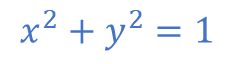 x² + y² = 1